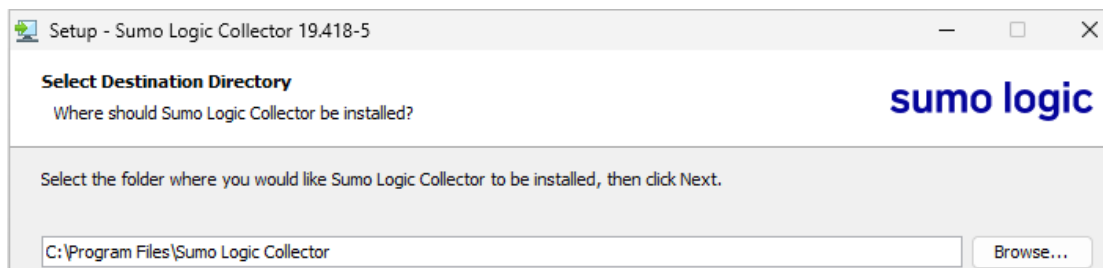 Setup - Sumo Logic Collector 19.418-5
Select Destination Directory
Where should Sumo Logic Collector be installed?
sumo logic
Select the folder where you would like Sumo Logic Collector to be installed, then click Next.
C:\Program Files\Sumo Logic Collector
Browse...